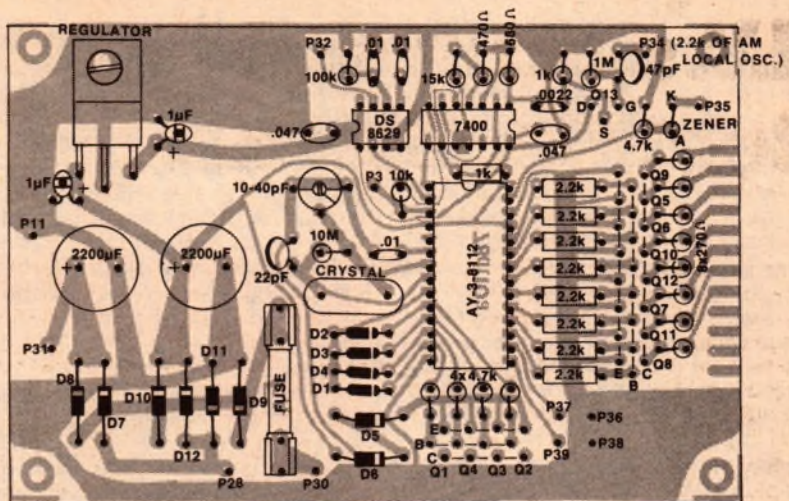 REGULATOR
P32
.01
.01
470Ω
680Ω
P34 (2.2k OF AM
LOCAL OSC.)
100k
15k
1k
1M
47pF
1µF
+
DS
8629
7400
.0022
D
Q13
G
K
P35
S
ZENER
.047
.047
4.7k
A
1µF
+
10-40pF
P3
10k
1k
2.2k
Q9
P11
2.2k
Q5
2.2k
Q6
2200µF
2200µF
+
+
10M
.01
2.2k
Q10
8x270Ω
22pF
CRYSTAL
AY-3-8112
2.2k
Q12
2.2k
Q7
P31
D2
2.2k
Q11
D11
D3
2.2k
E
C
Q8
D8
D10
D9
FUSE
D4
4x4.7k
B
D7
D1
D12
D5
E
P37
P36
B
P28
P30
D6
C
P39
P38
Q1
Q4
Q3
Q2